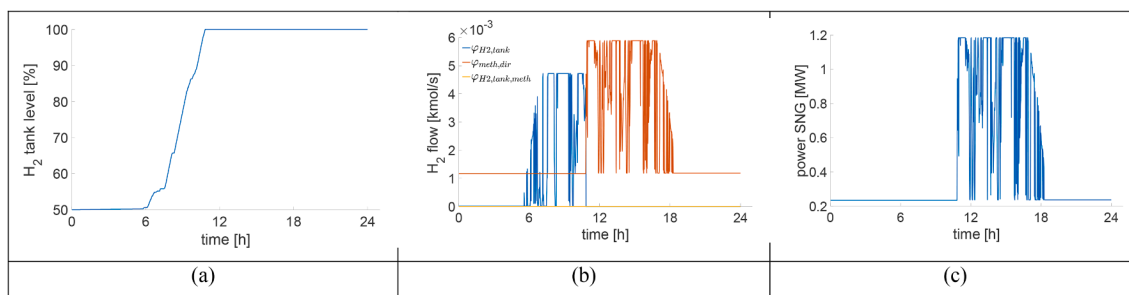 H2 tank level [%]
100
90
80
70
60
50
0
6
12
18
24
time [h]
(a)
×10-3
H2 flow [kmol/s]
6
5
4
3
2
1
0
φH2,tank
φmeth,dir
φH2,tank,meth
0
6
12
18
24
time [h]
(b)
power SNG [MW]
1.2
1
0.8
0.6
0.4
0.2
0
6
12
18
24
time [h]
(c)